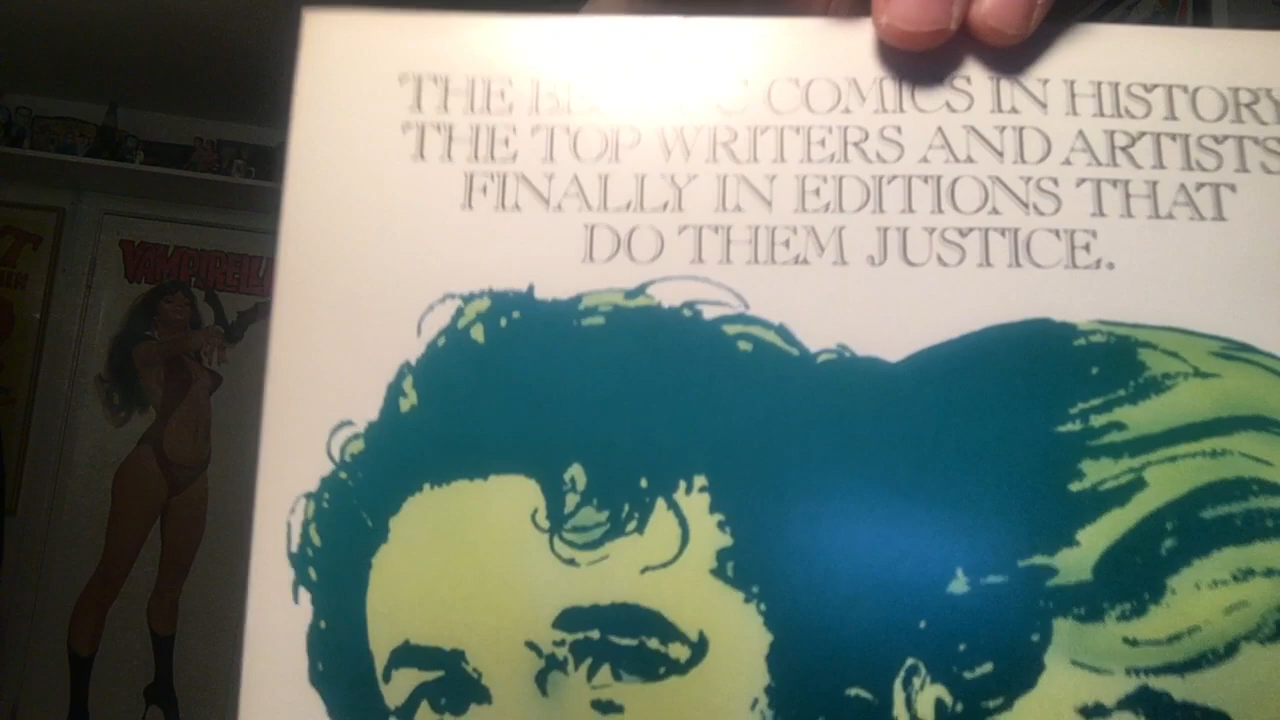 THE COMICS IN HISTORY
THE TOP WRITERS AND ARTISTS
FINALLY IN EDITIONS THAT
DO THEM JUSTICE.
VAMPIRELLA